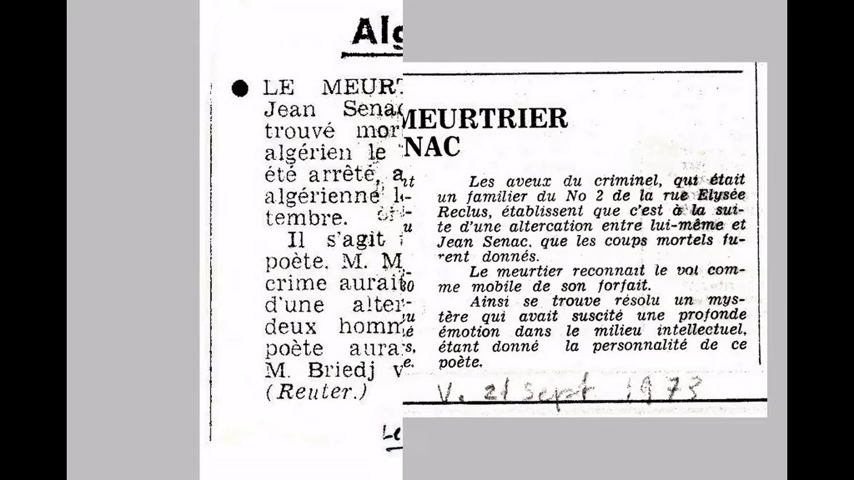 Alg
LE MEURT
Jean Senac
trouvé mor
algérien le
été arrêté, a
algérienne l
tembre.
Il s'agit
poète, M. M
crime aurait
d'une alter
deux homm
poète aura
M. Briedj v
(Reuter.)
Le
MEURTRIER
NAC
Les aveux du criminel, qui était
un familier du No 2 de la rue Elysée
Reclus, établissent que c'est à la sui-
te d'une altercation entre lui-même et
Jean Senac, que les coups mortels fu-
rent donnés.
Le meurtier reconnait le vol com-
me mobile de son forfait.
Ainsi se trouve résolu un mys-
tère qui avait suscité une profonde
émotion dans le milieu intellectuel,
étant donné la personnalité de ce
poète.
V. 21 Sept 1973